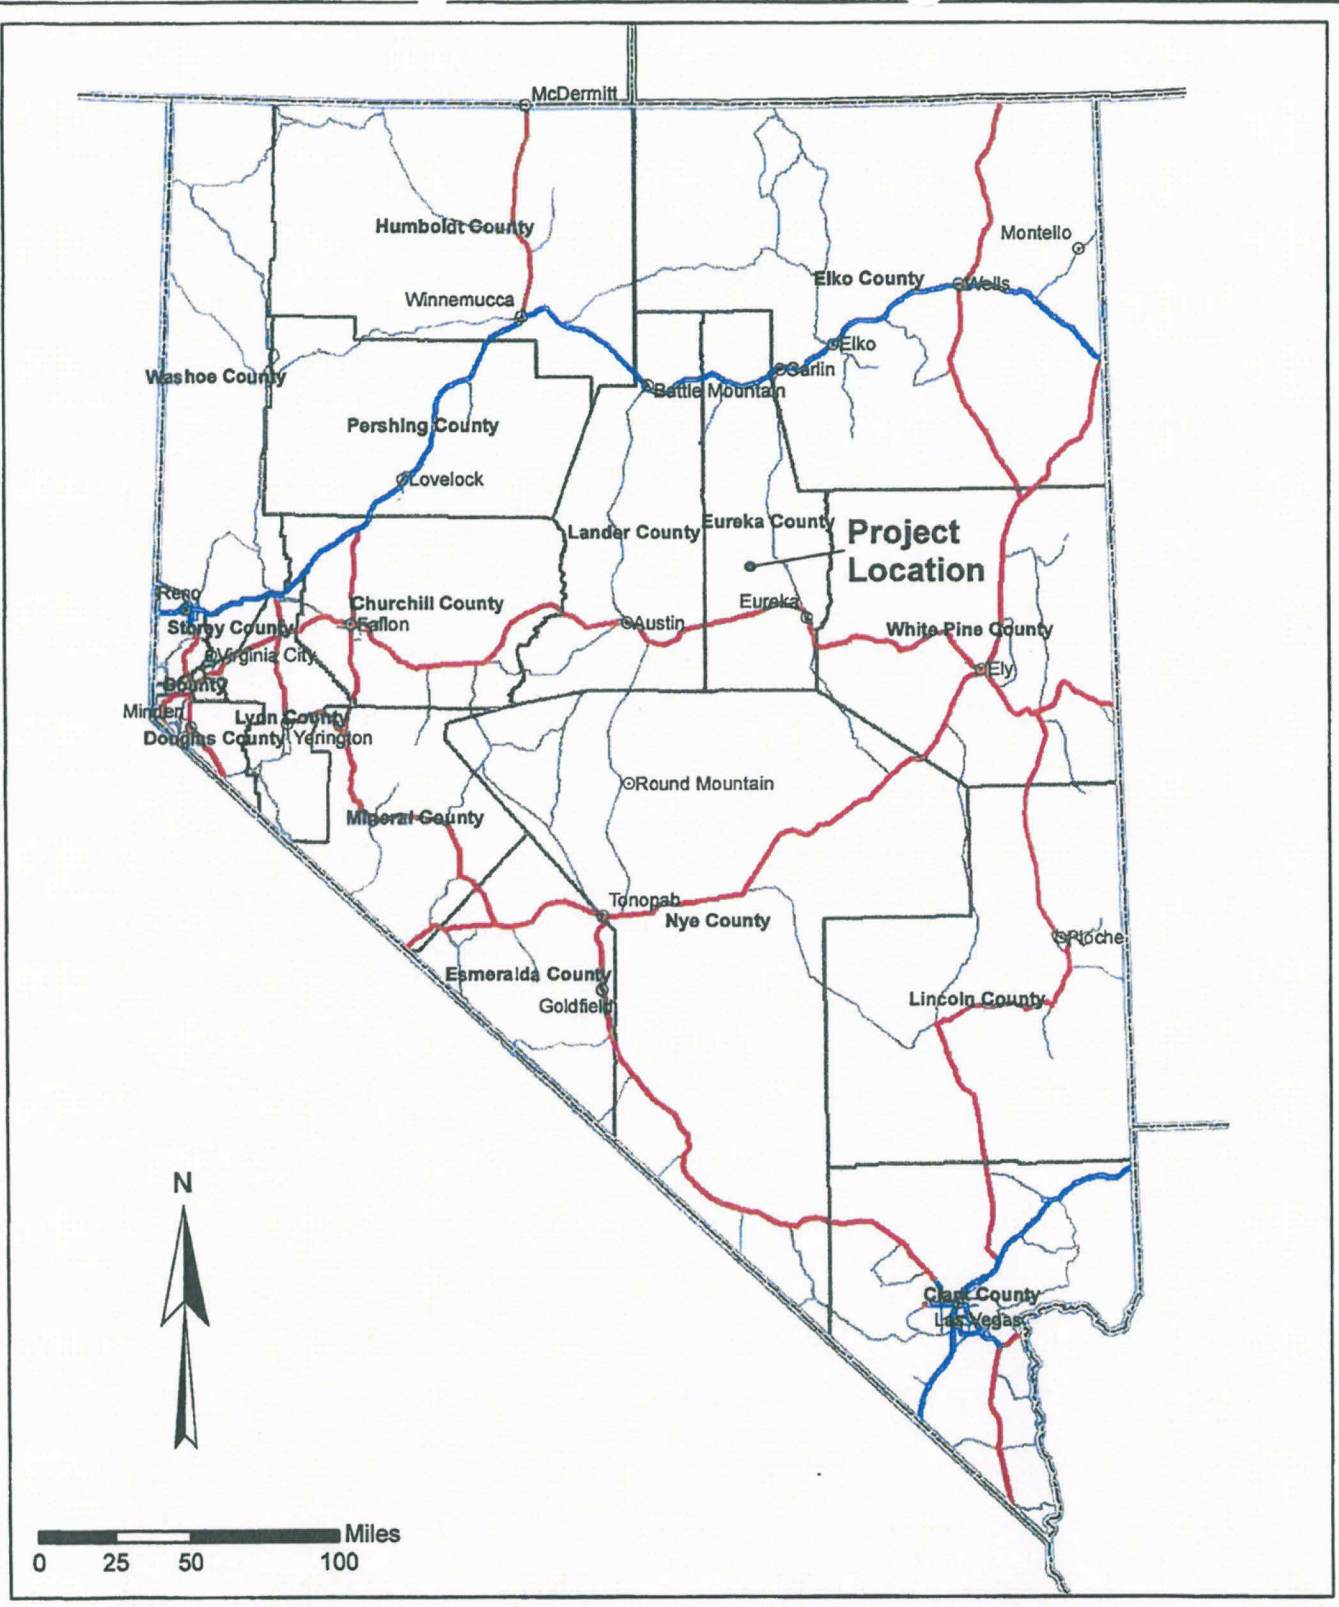 McDermitt
Humboldt County
Montello
Elko County
Wells
Winnemucca
Elko
Carlin
Washoe County
Battle Mountain
Pershing County
Lovelock
Lander County
Eureka County
Project
Location
Reno
Eureka
Churchill County
Storey County
Fallon
Austin
White Pine County
Virginia City
Ely
County
Minden
Lyon County
Douglas County
Yerington
Round Mountain
Mineral County
Tonopah
Nye County
Pioche
Esmeralda County
Lincoln County
Goldfield
N
Clark County
Las Vegas
Miles
0 25 50 100